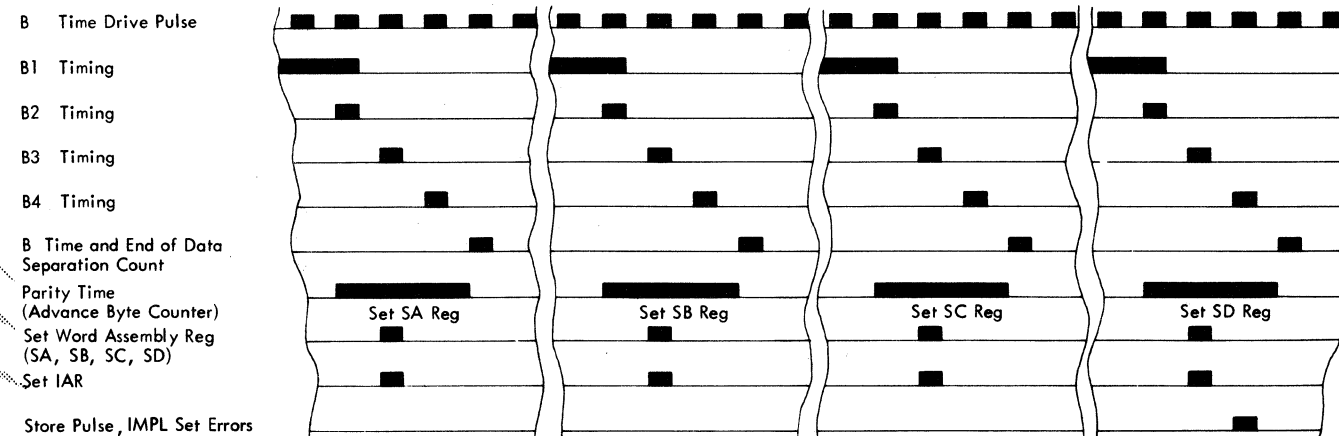 B Time Drive Pulse
B1 Timing
B2 Timing
B3 Timing
B4 Timing
B Time and End of Data
Separation Count
Parity Time
(Advance Byte Counter)
Set SA Reg Set SB Reg Set SC Reg Set SD Reg
Set Word Assembly Reg
(SA, SB, SC, SD)
Set IAR
Store Pulse, IMPL Set Errors